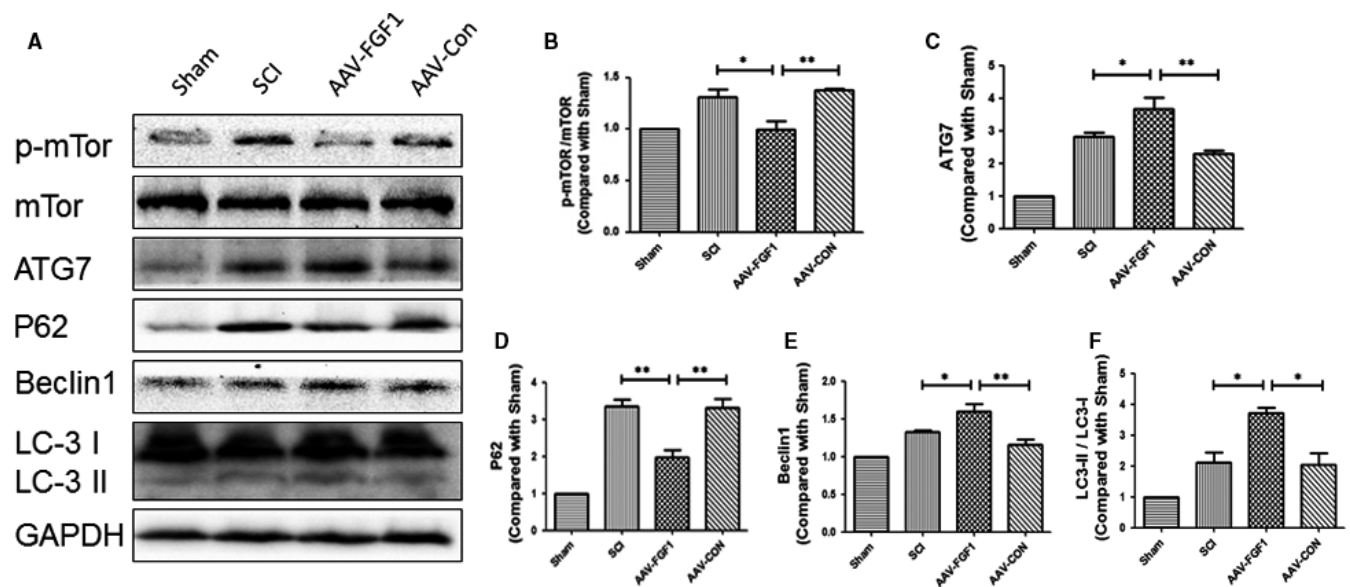 A
Sham
SCI
AAV-FGF1
AAV-Con
p-mTor
mTor
ATG7
P62
Beclin1
LC-3 I
LC-3 II
GAPDH
B
p-mTOR/mTOR
(Compared with Sham)
1.5
1.0
0.5
0.0
* **
Sham SCI AAV-FGF1 AAV-CON
C
ATG7
(Compared with Sham)
5
4
3
2
1
0
* **
Sham SCI AAV-FGF1 AAV-CON
D
P62
(Compared with Sham)
4
3
2
1
0
** **
Sham SCI AAV-FGF1 AAV-CON
E
Beclin1
(Compared with Sham)
2.0
1.5
1.0
0.5
0.0
* **
Sham SCI AAV-FGF1 AAV-CON
F
LC3-II / LC3-I
(Compared with Sham)
5
4
3
2
1
0
* *
Sham SCI AAV-FGF1 AAV-CON